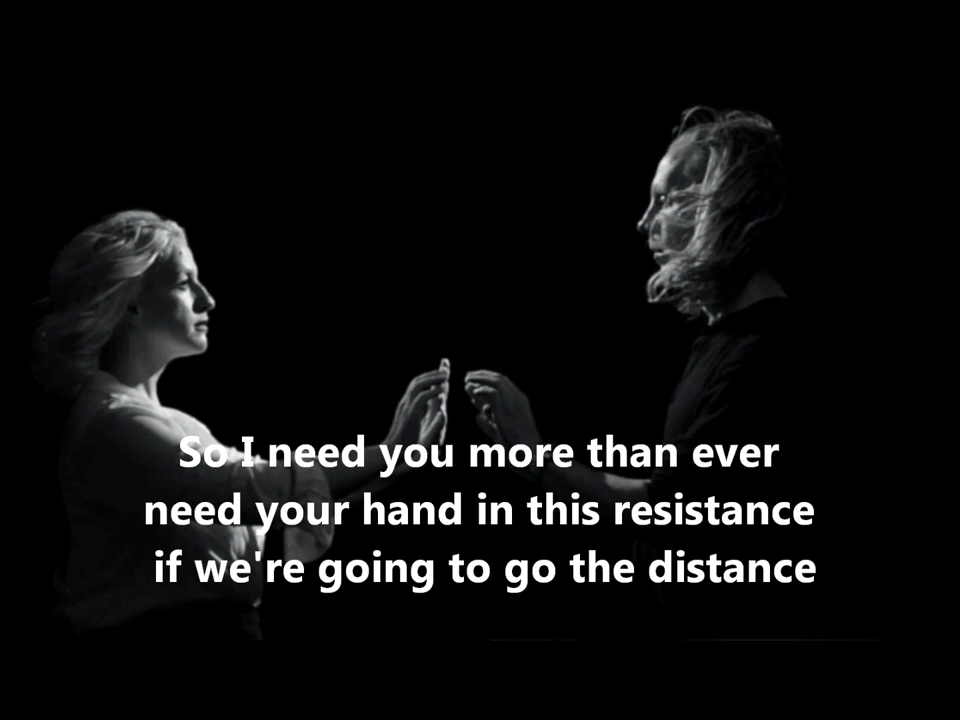 So I need you more than ever
need your hand in this resistance
if we're going to go the distance